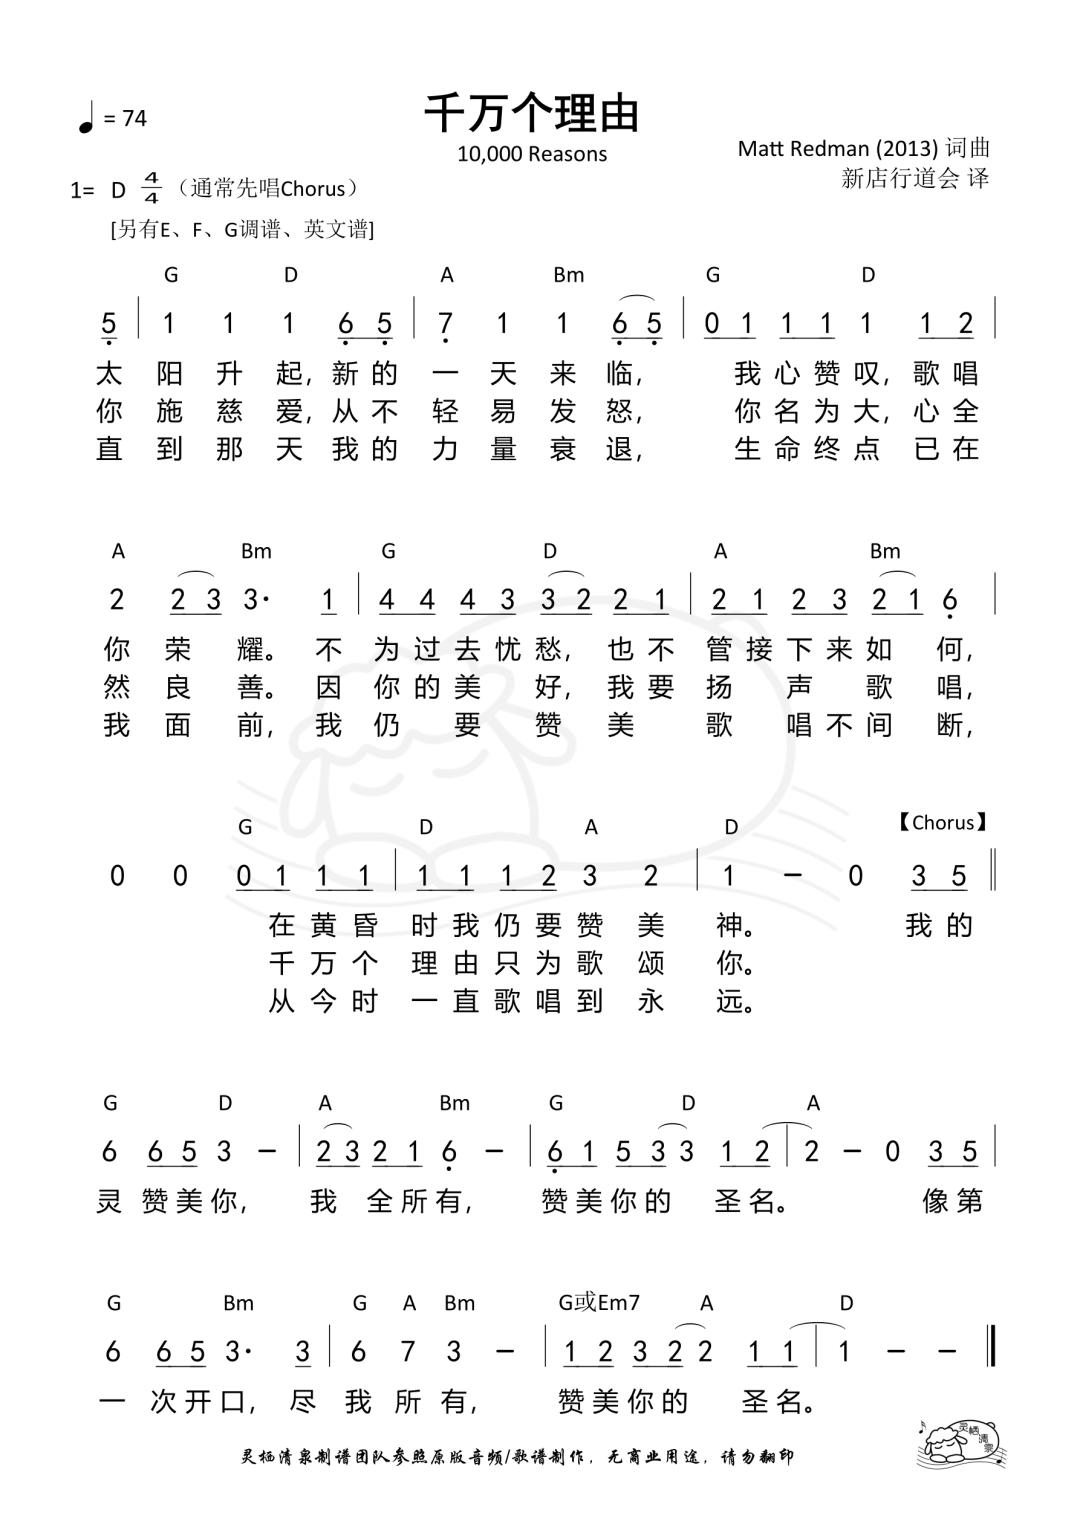 ♩ = 74
千万个理由
10,000 Reasons
Matt Redman (2013) 词曲
新店行道会 译
1= D 4/4 （通常先唱Chorus）
[另有E、F、G调谱、英文谱]
G D A Bm G D
5 | 1 1 1 6 5 | 7 1 1 6 5 | 0 1 1 1 1 1 2 |
太 阳 升 起, 新 的 一 天 来 临, 我 心 赞 叹, 歌 唱
你 施 慈 爱, 从 不 轻 易 发 怒, 你 名 为 大, 心 全
直 到 那 天 我 的 力 量 衰 退, 生 命 终 点 已 在
A Bm G D A Bm
2 2 3 3· 1 | 4 4 4 3 3 2 2 1 | 2 1 2 3 2 1 6 |
你 荣 耀。 不 为 过 去 忧 愁, 也 不 管 接 下 来 如 何,
然 良 善。 因 你 的 美 好, 我 要 扬 声 歌 唱,
我 面 前, 我 仍 要 赞 美 歌 唱 不 间 断,
G D A D 【Chorus】
0 0 0 1 1 1 | 1 1 1 2 3 2 | 1 – 0 3 5 ||
在 黄 昏 时 我 仍 要 赞 美 神。 我 的
千 万 个 理 由 只 为 歌 颂 你。
从 今 时 一 直 歌 唱 到 永 远。
G D A Bm G D A
6 6 5 3 – | 2 3 2 1 6 – | 6 1 5 3 3 1 2 | 2 – 0 3 5 |
灵 赞 美 你, 我 全 所 有, 赞 美 你 的 圣 名。 像 第
G Bm G A Bm G或Em7 A D
6 6 5 3· 3 | 6 7 3 – | 1 2 3 2 2 1 1 | 1 – – ||
一 次 开 口, 尽 我 所 有, 赞 美 你 的 圣 名。
灵栖清泉制谱团队参照原版音频/歌谱制作，无商业用途，请勿翻印
灵栖清泉